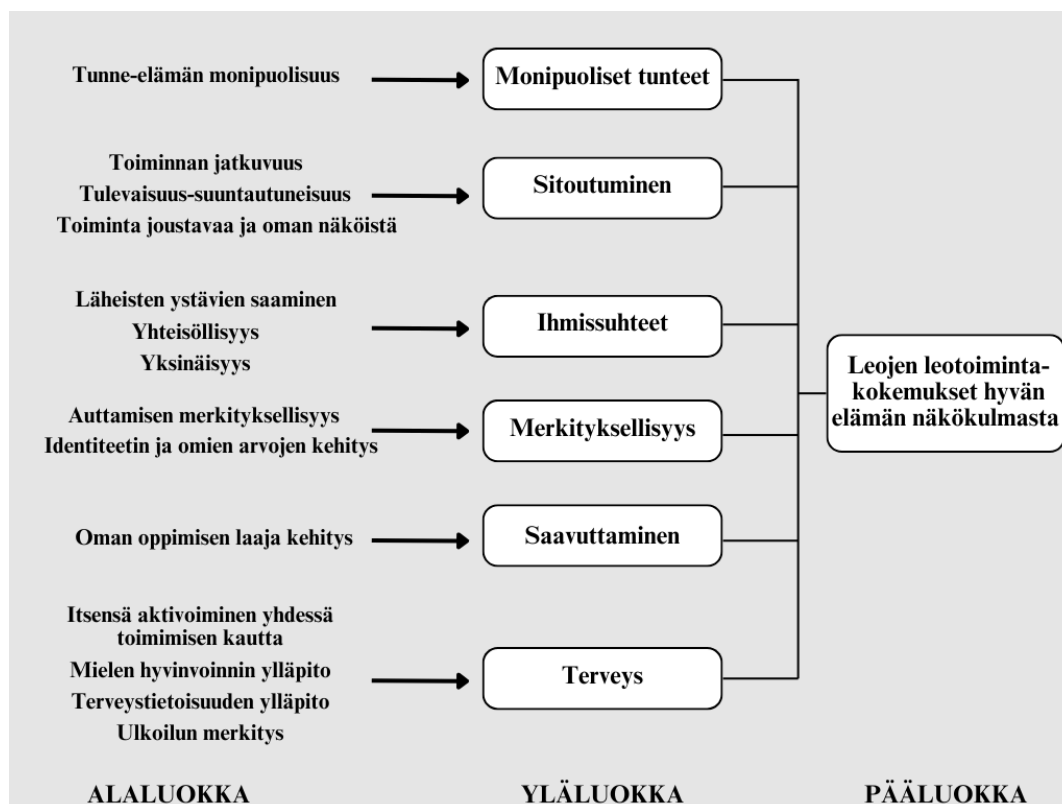 Tunne-elämän monipuolisuus
Monipuoliset tunteet
Toiminnan jatkuvuus
Tulevaisuus-suuntautuneisuus
Toiminta joustavaa ja oman näköistä
Sitoutuminen
Läheisten ystävien saaminen
Yhteisöllisyys
Yksinäisyys
Ihmissuhteet
Auttamisen merkityksellisyys
Identiteetin ja omien arvojen kehitys
Merkityksellisyys
Oman oppimisen laaja kehitys
Saavuttaminen
Itsensä aktivoiminen yhdessä
toimimisen kautta
Mielen hyvinvoinnin ylläpito
Terveystietoisuuden ylläpito
Ulkoilun merkitys
Terveys
Leojen leotoiminta-
kokemukset hyvän
elämän näkökulmasta
ALALUOKKA
YLÄLUOKKA
PÄÄLUOKKA